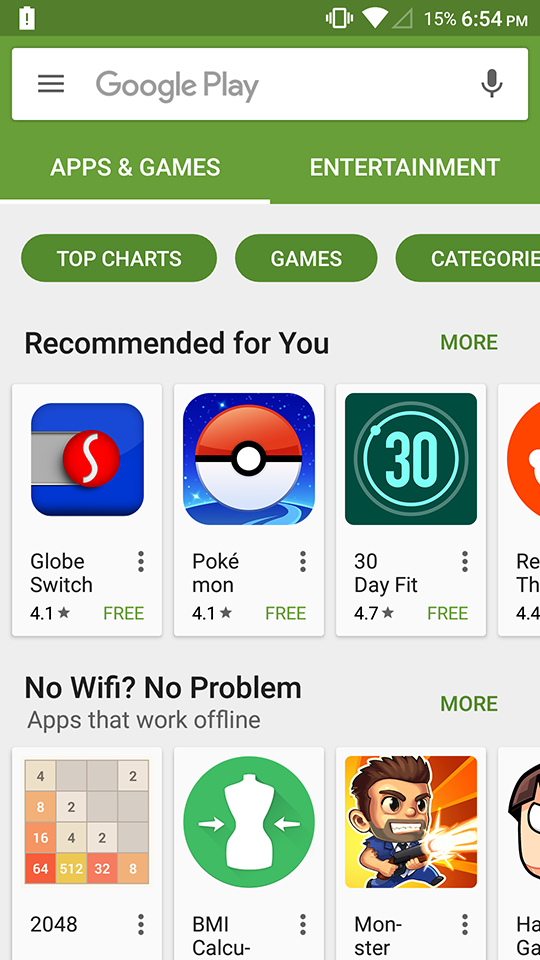 15% 6:54 PM
Google Play
APPS & GAMES ENTERTAINMENT
TOP CHARTS GAMES CATEGORIE
Recommended for You MORE
S 30
Globe Poké 30 Re
Switch mon Day Fit Th
4.1 FREE 4.1 FREE 4.7 FREE 4.4
No Wifi? No Problem
MORE
Apps that work offline
4 2
8 2
16 4 2
64 512 32 8
2048 BMI Mon- Ha
Calcu- ster Ga